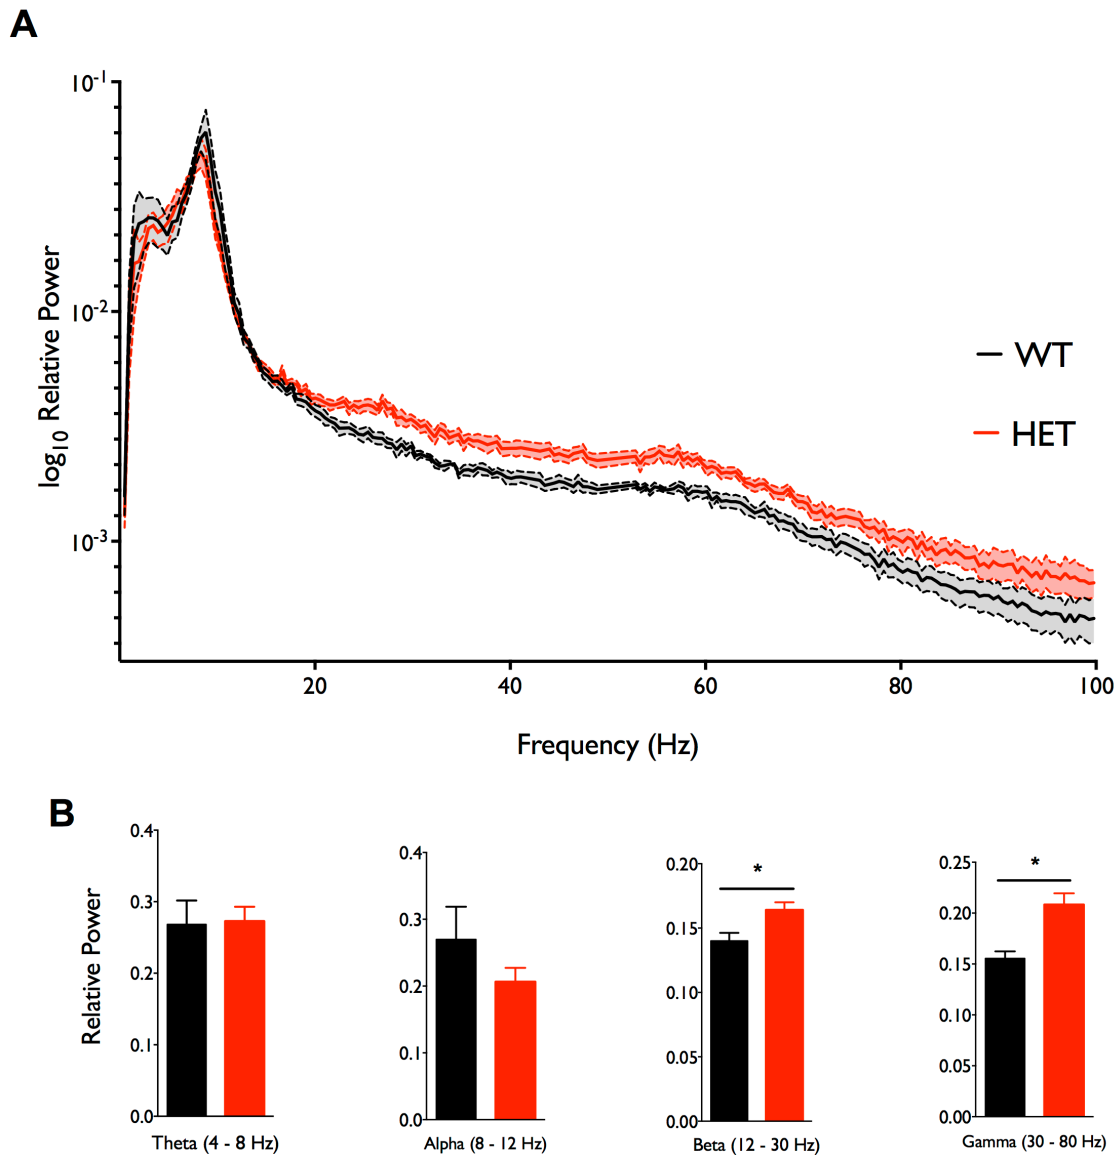 A
log10 Relative Power
10-1
10-2
10-3
WT
HET
20 40 60 80 100
Frequency (Hz)
B
Relative Power
0.4
0.3
0.2
0.1
0.0
Theta (4 - 8 Hz)
0.4
0.3
0.2
0.1
0.0
Alpha (8 - 12 Hz)
0.20
0.15
0.10
0.05
0.00
*
Beta (12 - 30 Hz)
0.25
0.20
0.15
0.10
0.05
0.00
*
Gamma (30 - 80 Hz)